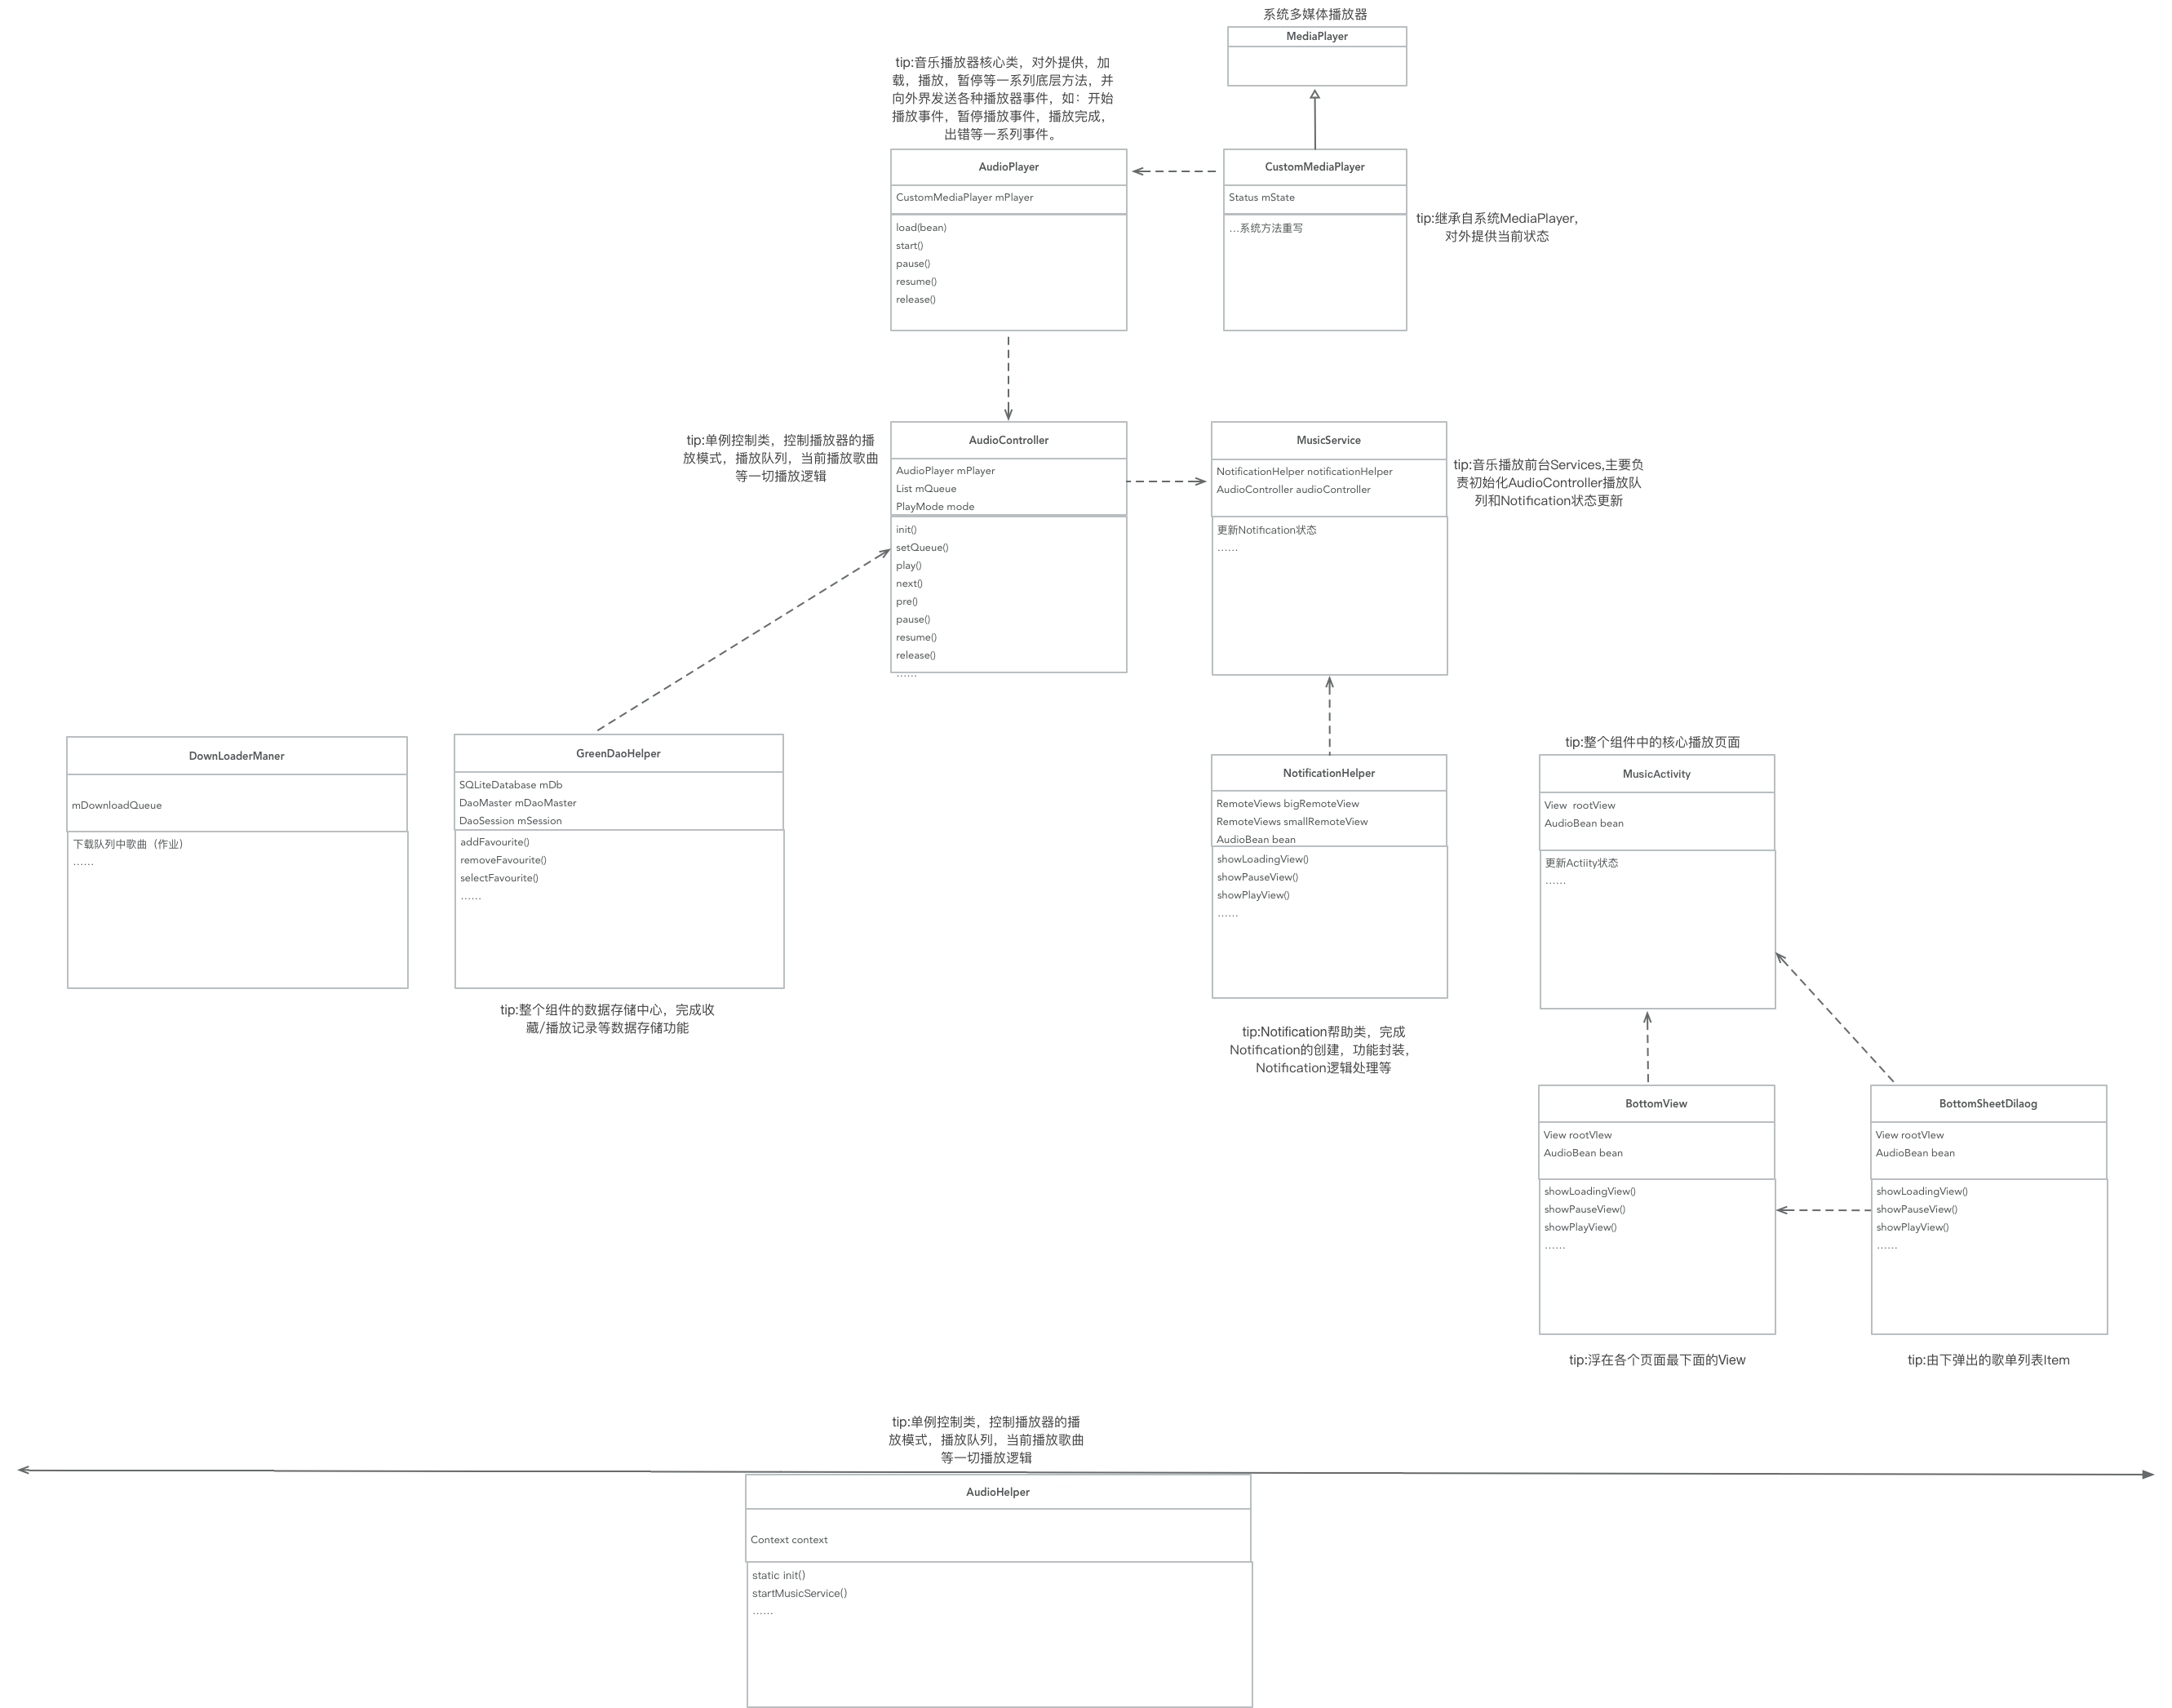 系统多媒体播放器
MediaPlayer
tip:音乐播放器核心类，对外提供，加
载，播放，暂停等一系列底层方法，并
向外界发送各种播放器事件，如：开始
播放事件，暂停播放事件，播放完成，
出错等一系列事件。
AudioPlayer
CustomMediaPlayer mPlayer
load(bean)
start()
pause()
resume()
release()
CustomMediaPlayer
Status mState
...系统方法重写
tip:继承自系统MediaPlayer，
对外提供当前状态
tip:单例控制类，控制播放器的播
放模式，播放队列，当前播放歌曲
等一切播放逻辑
AudioController
AudioPlayer mPlayer
List mQueue
PlayMode mode
init()
setQueue()
play()
next()
pre()
pause()
resume()
release()
……
MusicService
NotificationHelper notificationHelper
AudioController audioController
更新Notification状态
……
tip:音乐播放前台Services,主要负
责初始化AudioController播放队
列和Notification状态更新
DownLoaderManer
mDownloadQueue
下载队列中歌曲（作业）
……
GreenDaoHelper
SQLiteDatabase mDb
DaoMaster mDaoMaster
DaoSession mSession
addFavourite()
removeFavourite()
selectFavourite()
……
tip:整个组件的数据存储中心，完成收
藏/播放记录等数据存储功能
NotificationHelper
RemoteViews bigRemoteView
RemoteViews smallRemoteView
AudioBean bean
showLoadingView()
showPauseView()
showPlayView()
……
tip:Notification帮助类，完成
Notification的创建，功能封装，
Notification逻辑处理等
tip:整个组件中的核心播放页面
MusicActivity
View rootView
AudioBean bean
更新Actiity状态
……
BottomView
View rootVIew
AudioBean bean
showLoadingView()
showPauseView()
showPlayView()
……
tip:浮在各个页面最下面的View
BottomSheetDilaog
View rootVIew
AudioBean bean
showLoadingView()
showPauseView()
showPlayView()
……
tip:由下弹出的歌单列表Item
tip:单例控制类，控制播放器的播
放模式，播放队列，当前播放歌曲
等一切播放逻辑
AudioHelper
Context context
static init()
startMusicService()
……